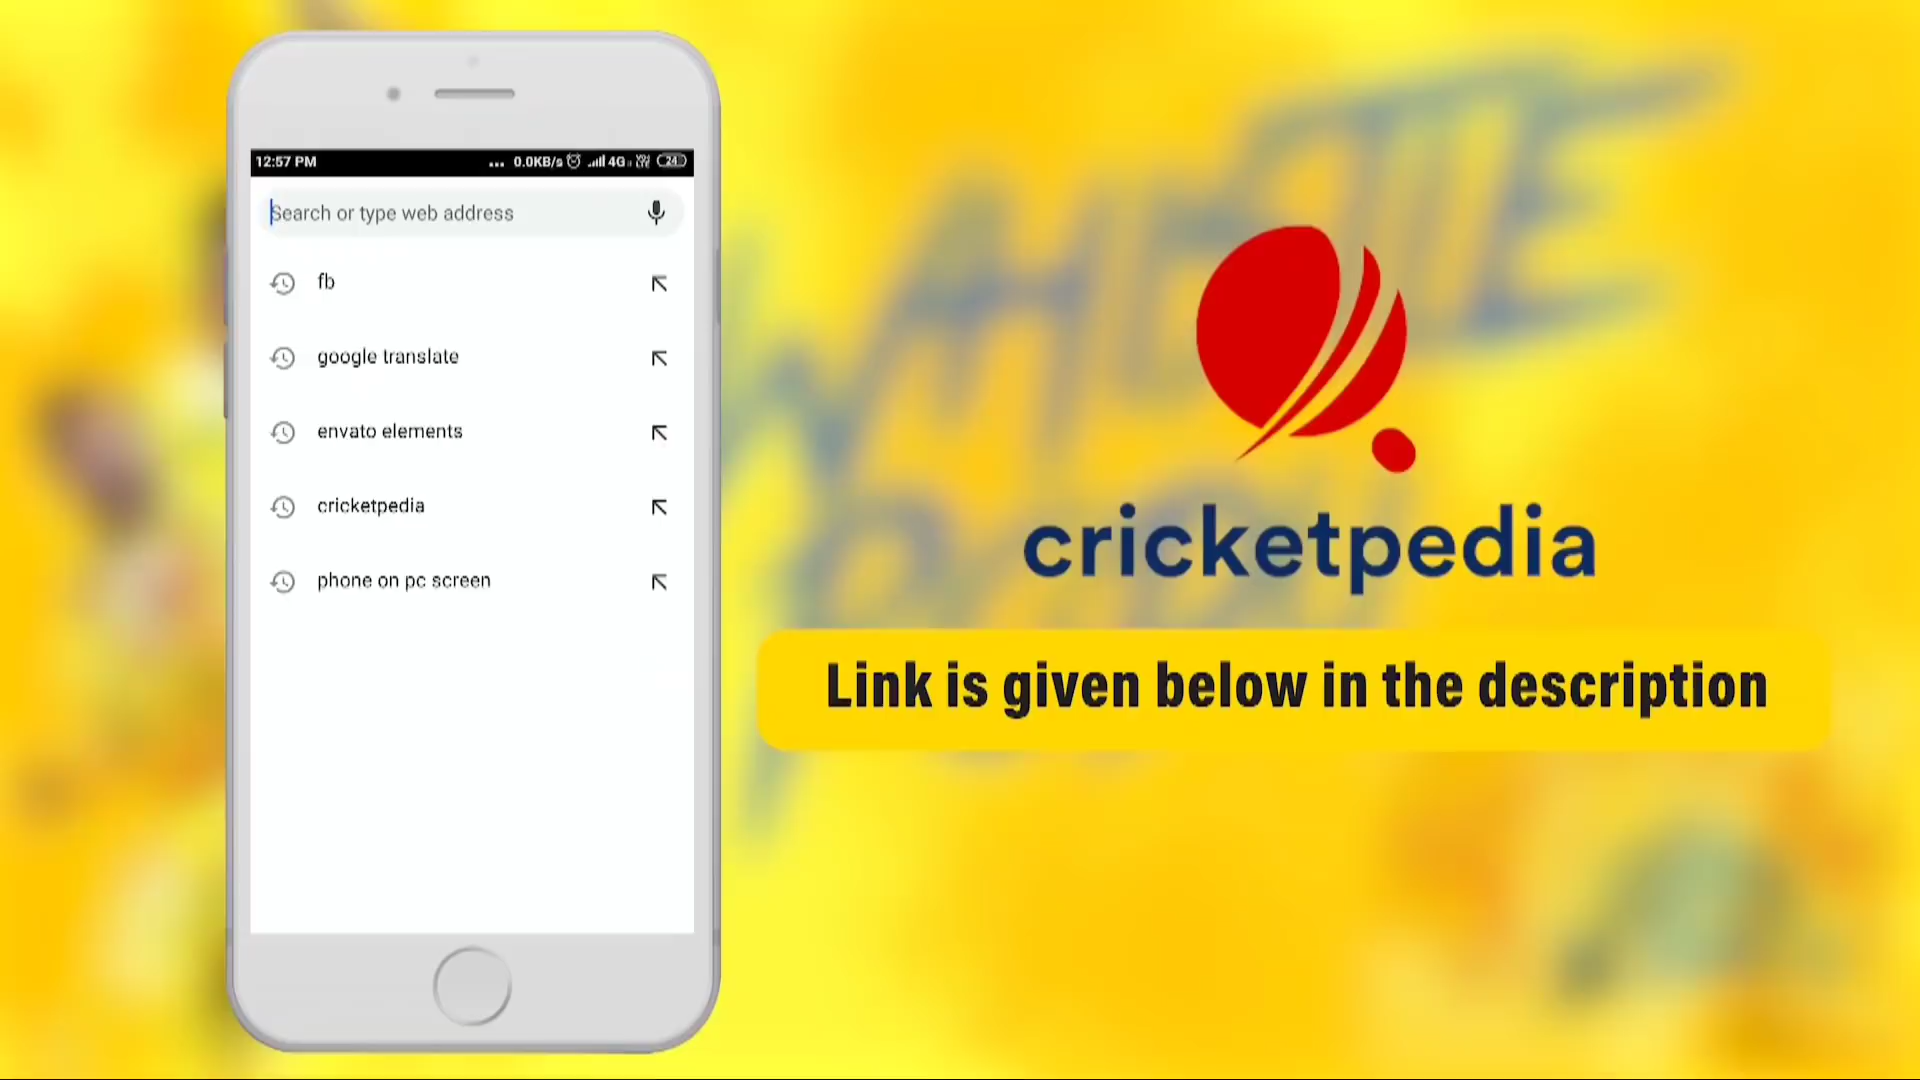 12:57 PM
... 0.0KB/s 4G 24
Search or type web address
fb
google translate
envato elements
cricketpedia
phone on pc screen
cricketpedia
Link is given below in the description